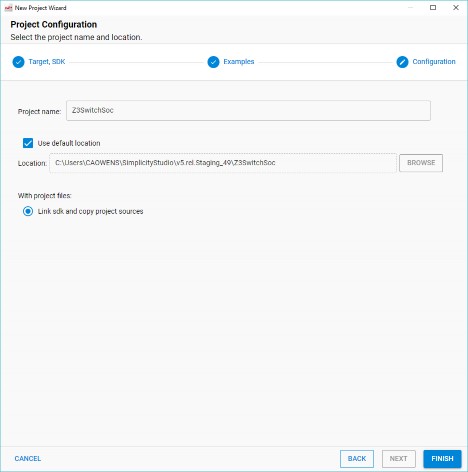 New Project Wizard
Project Configuration
Select the project name and location.
Target, SDK
Examples
Configuration
Project name:
Z3SwitchSoc
Use default location
Location:
C:\Users\CAOWENS\SimplicityStudio\v5.rel.Staging_49\Z3SwitchSoc
BROWSE
With project files:
Link sdk and copy project sources
CANCEL
BACK
NEXT
FINISH